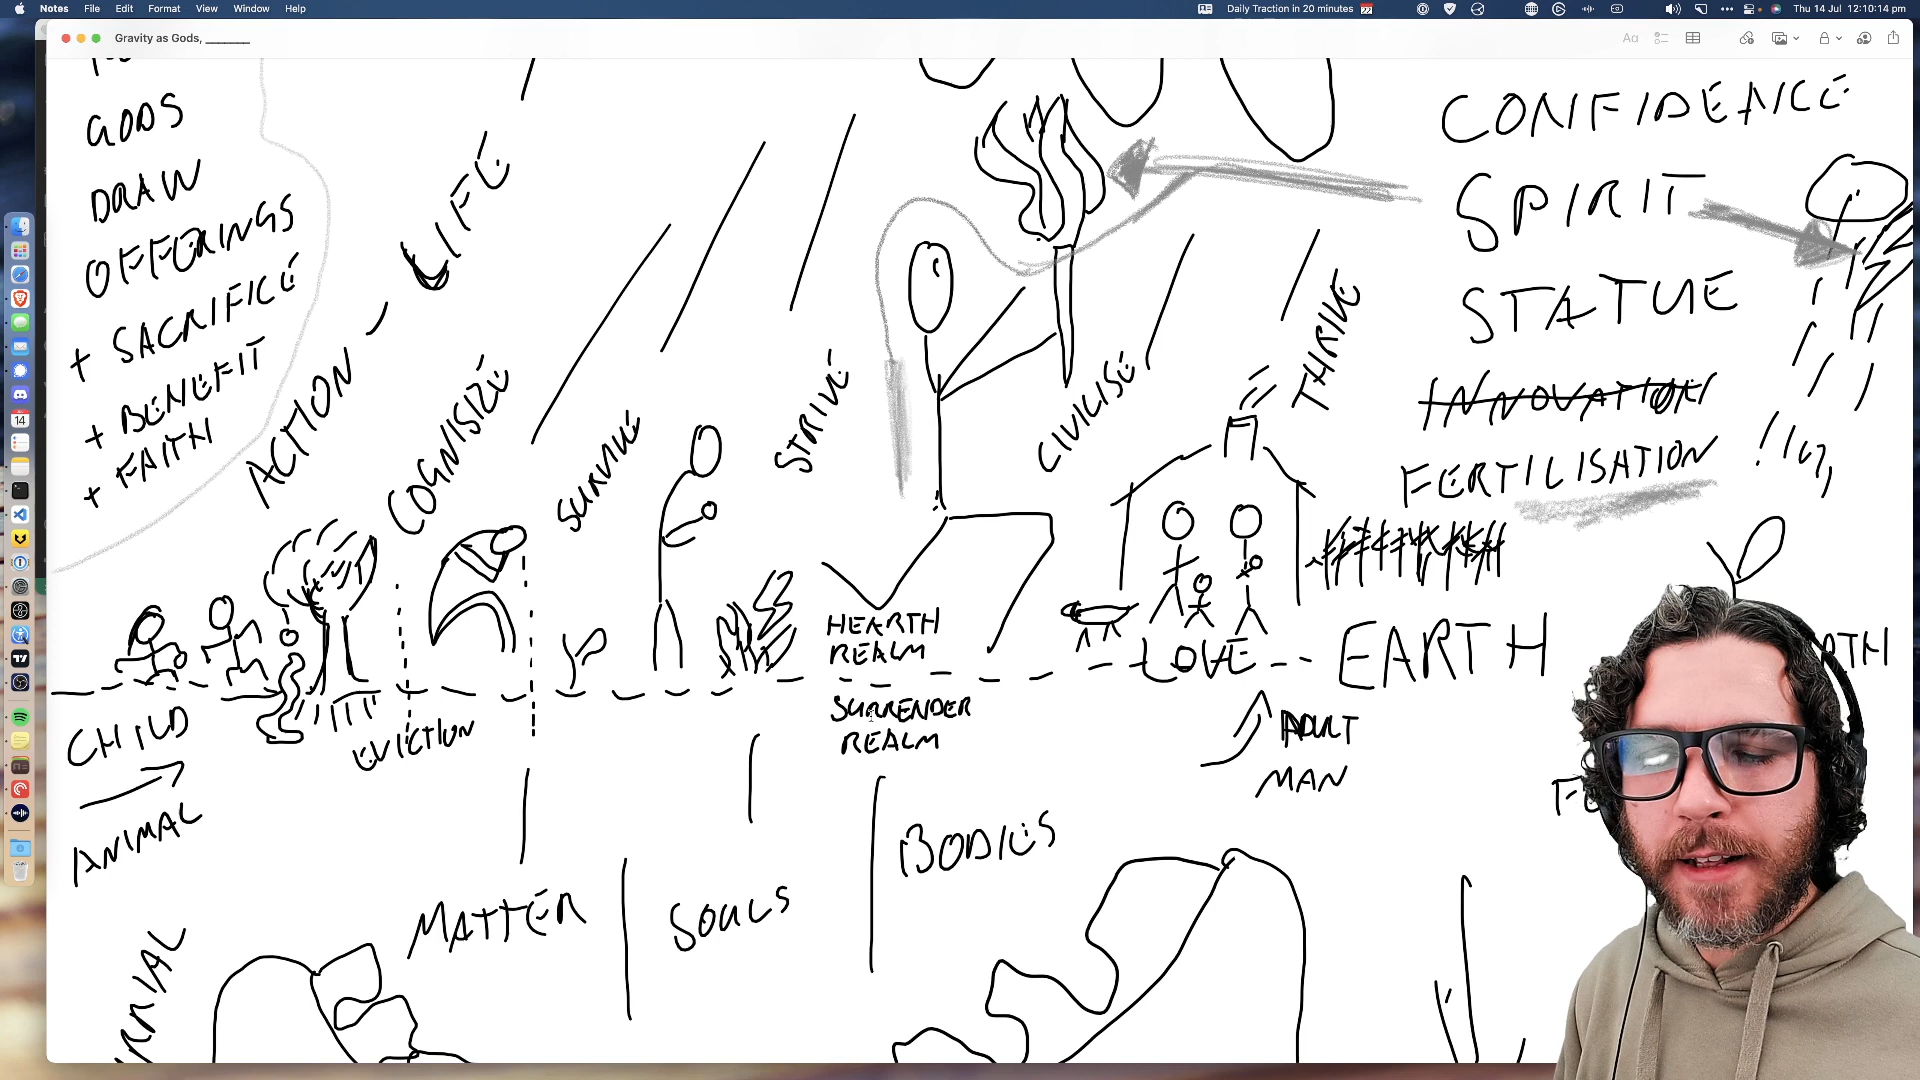 Notes File Edit Format View Window Help
Daily Traction in 20 minutes
Thu 14 Jul 12:10:14 pm
Gravity as Gods, ______
GODS
DRAW
OFFERINGS
+ SACRIFICE
+ BENEFIT
+ FAITH
ACTION - LIFE
COGNISIZE
SURVIVE
STRIVE
CIVILISE
THRIVE
CONFIDENCE
SPIRIT
STATUE
INNOVATION
FERTILISATION
HEARTH
REALM
SURRENDER
REALM
LOVE
EARTH
CHILD
ANIMAL
EVICTION
ADULT
MAN
MATTER
SOULS
BODIES
14